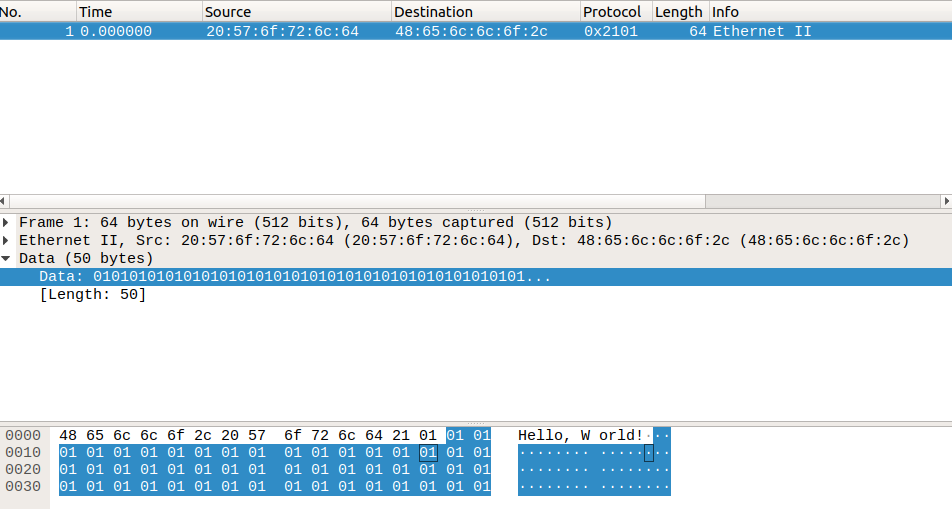 No. Time Source Destination Protocol Length Info
1 0.000000 20:57:6f:72:6c:64 48:65:6c:6c:6f:2c 0x2101 64 Ethernet II
Frame 1: 64 bytes on wire (512 bits), 64 bytes captured (512 bits)
Ethernet II, Src: 20:57:6f:72:6c:64 (20:57:6f:72:6c:64), Dst: 48:65:6c:6c:6f:2c (48:65:6c:6c:6f:2c)
Data (50 bytes)
Data: 010101010101010101010101010101010101010101010101...
[Length: 50]
0000 48 65 6c 6c 6f 2c 20 57 6f 72 6c 64 21 01 01 01 Hello, W orld!···
0010 01 01 01 01 01 01 01 01 01 01 01 01 01 01 01 01 ········ ········
0020 01 01 01 01 01 01 01 01 01 01 01 01 01 01 01 01 ········ ········
0030 01 01 01 01 01 01 01 01 01 01 01 01 01 01 01 01 ········ ········